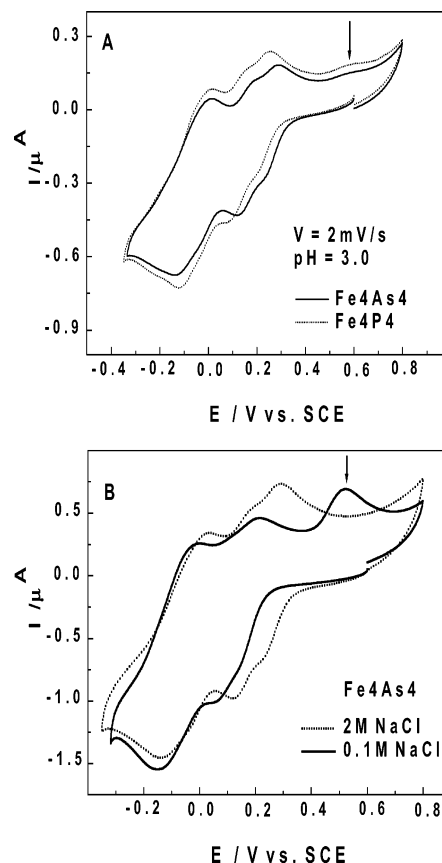 A
0.3
0.0
-0.3
-0.6
-0.9
I / μA
V = 2mV/s
pH = 3.0
Fe4As4
Fe4P4
-0.4 -0.2 0.0 0.2 0.4 0.6 0.8
E / V vs. SCE
B
0.5
0.0
-0.5
-1.0
-1.5
I / μA
Fe4As4
2M NaCl
0.1M NaCl
-0.2 0.0 0.2 0.4 0.6 0.8
E / V vs. SCE